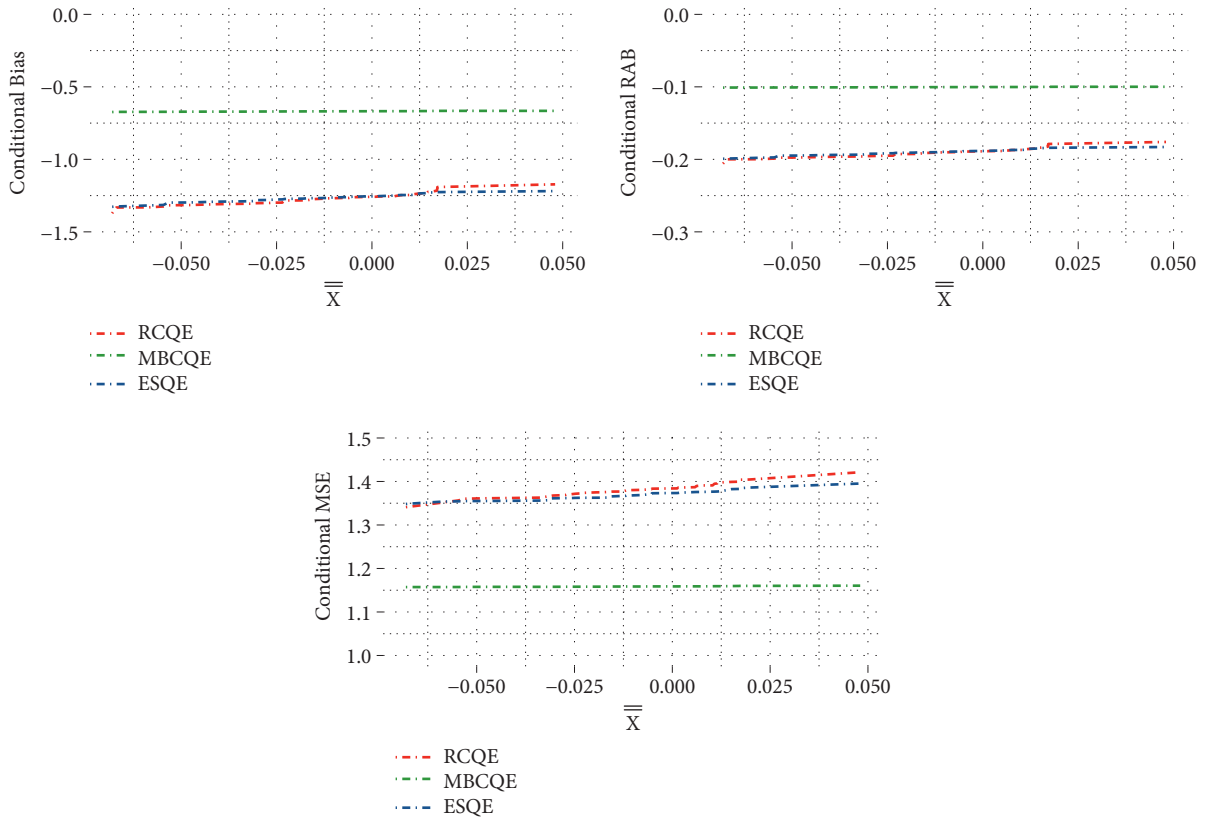 Conditional Bias
0.0
−0.5
−1.0
−1.5
−0.050 −0.025 0.000 0.025 0.050
X
RCQE
MBCQE
ESQE
Conditional RAB
0.0
−0.1
−0.2
−0.3
−0.050 −0.025 0.000 0.025 0.050
X
RCQE
MBCQE
ESQE
Conditional MSE
1.5
1.4
1.3
1.2
1.1
1.0
−0.050 −0.025 0.000 0.025 0.050
X
RCQE
MBCQE
ESQE